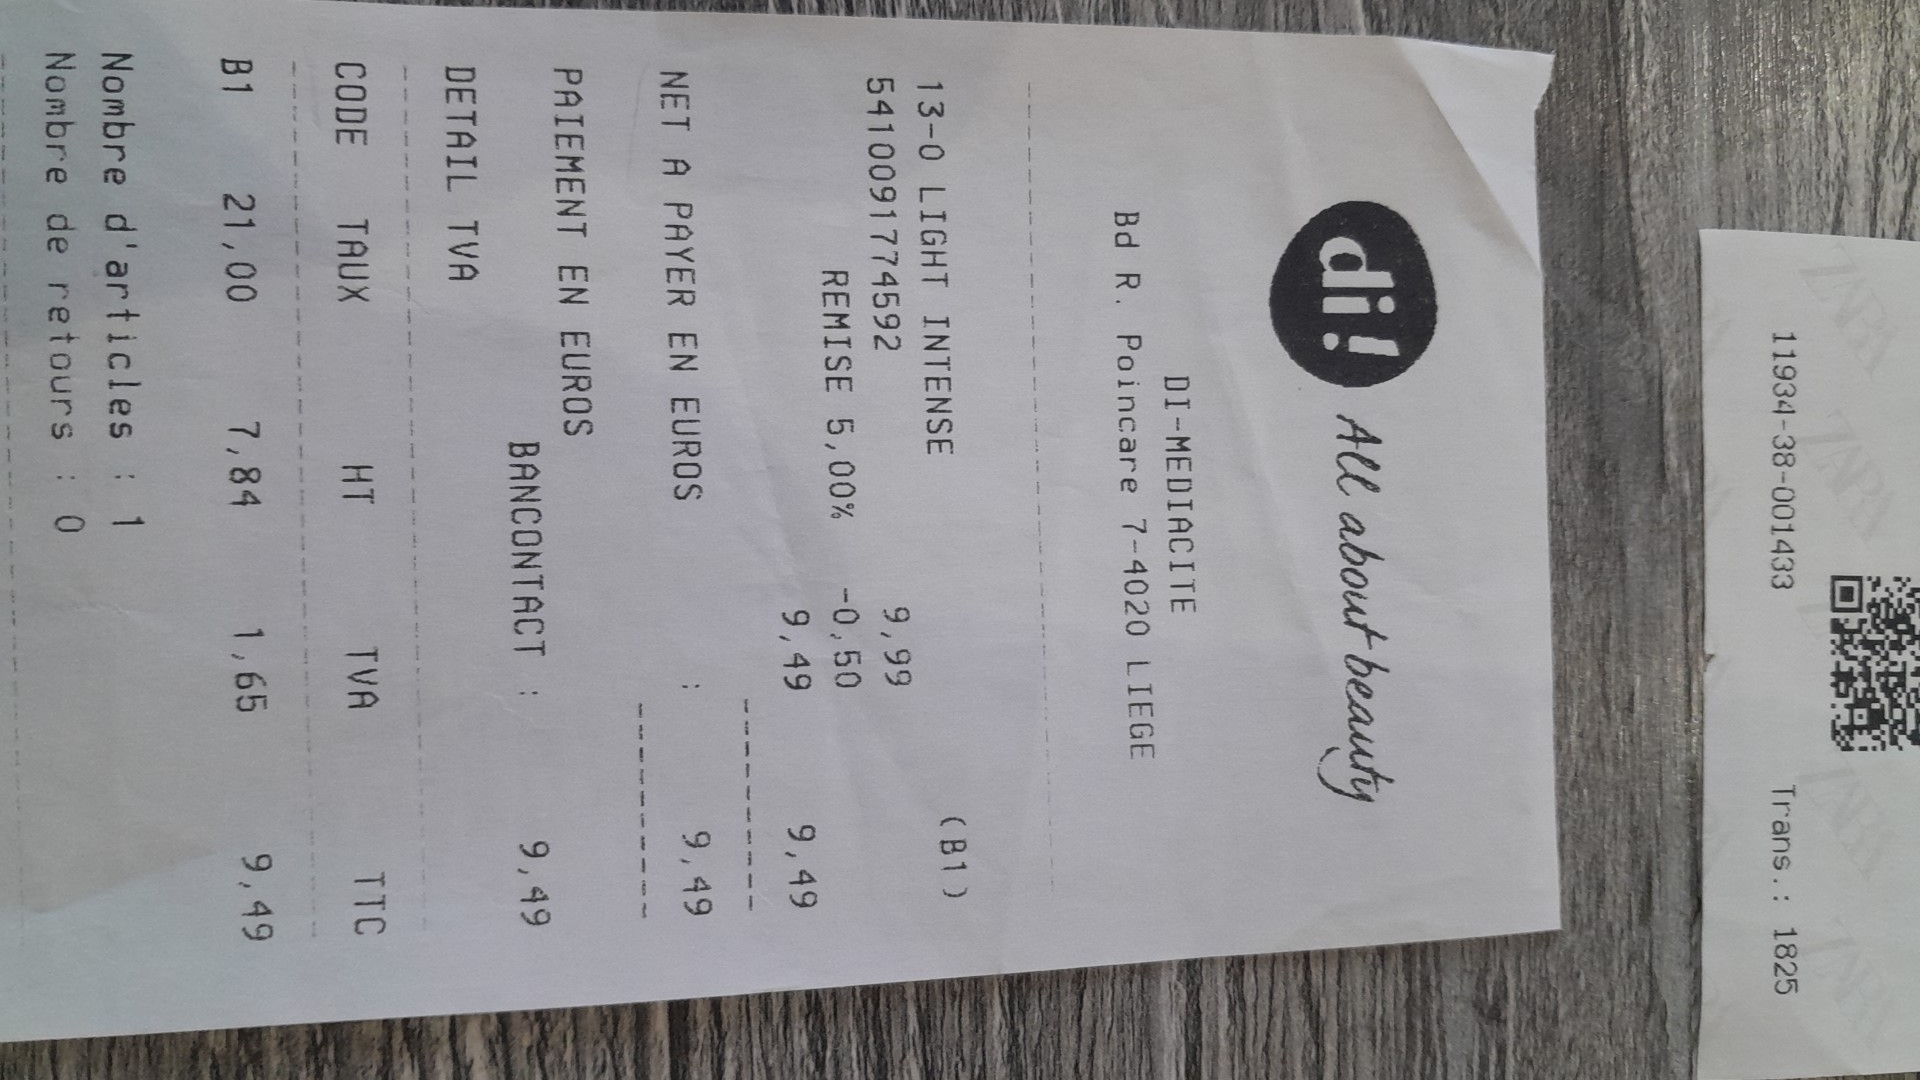 di! All about beauty
DI-MEDIACITE
Bd R. Poincare 7-4020 LIEGE
13-0 LIGHT INTENSE (B1)
5410091774592 9,99
REMISE 5,00% -0,50
9,49 9,49
NET A PAYER EN EUROS : 9,49
PAIEMENT EN EUROS
BANCONTACT : 9,49
DETAIL TVA
CODE TAUX HT TVA TTC
B1 21,00 7,84 1,65 9,49
Nombre d'articles : 1
Nombre de retours : 0
11934-38-001433 Trans.: 1825